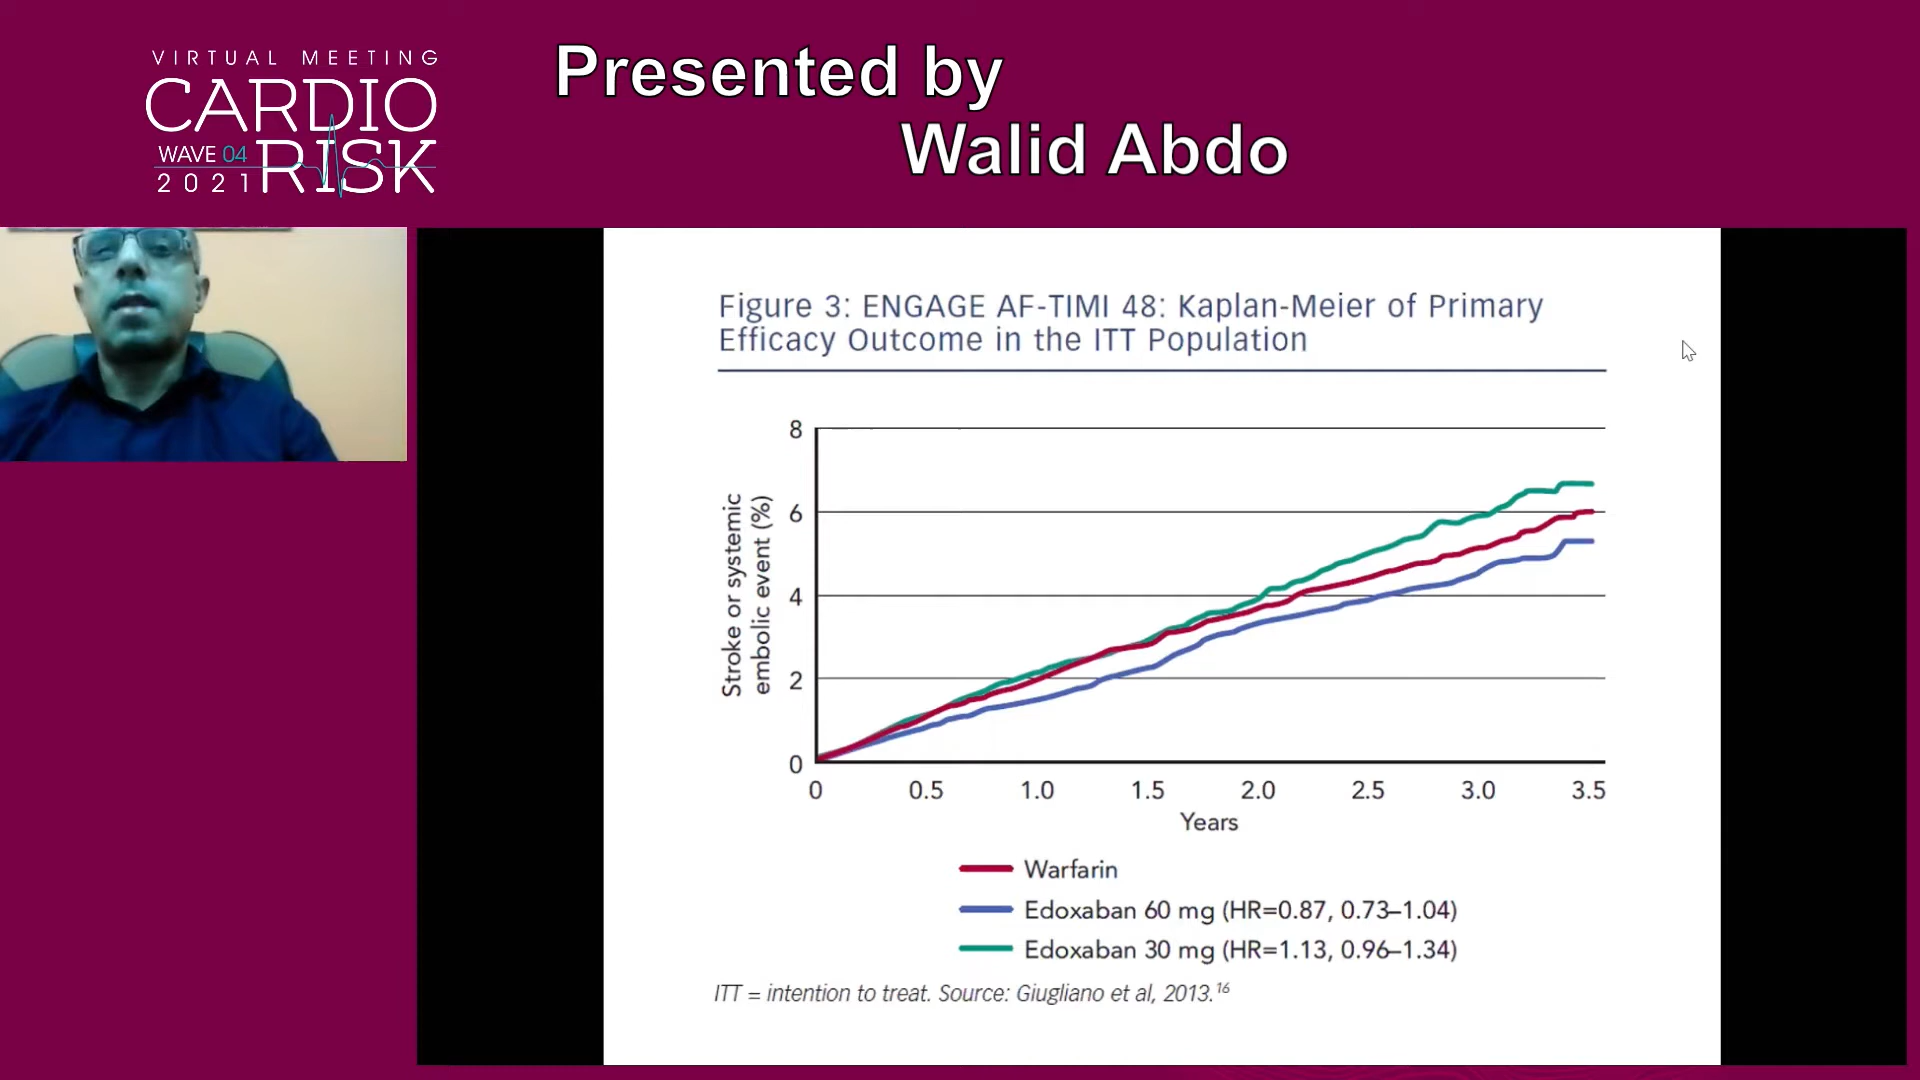 VIRTUAL MEETING
CARDIO
WAVE 04
RISK
2021
Presented by
Walid Abdo
Figure 3: ENGAGE AF-TIMI 48: Kaplan-Meier of Primary
Efficacy Outcome in the ITT Population
Stroke or systemic
embolic event (%)
8
6
4
2
0
0 0.5 1.0 1.5 2.0 2.5 3.0 3.5
Years
Warfarin
Edoxaban 60 mg (HR=0.87, 0.73–1.04)
Edoxaban 30 mg (HR=1.13, 0.96–1.34)
ITT = intention to treat. Source: Giugliano et al, 2013.¹⁶